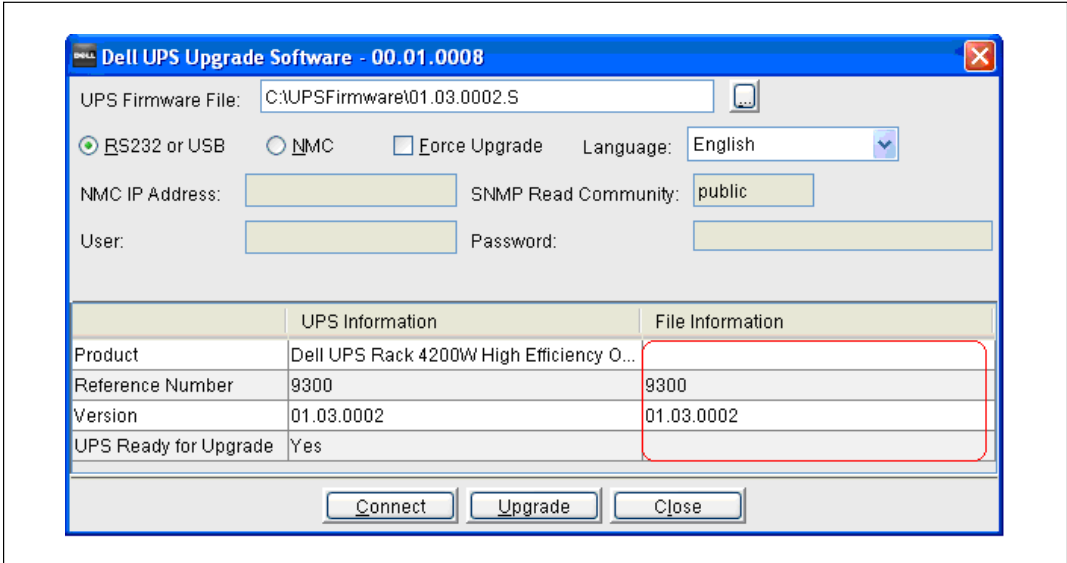 DELL Dell UPS Upgrade Software - 00.01.0008
UPS Firmware File: C:\UPSFirmware\01.03.0002.S ...
RS232 or USB NMC Force Upgrade Language: English
NMC IP Address: SNMP Read Community: public
User: Password:
UPS Information File Information
Product Dell UPS Rack 4200W High Efficiency O...
Reference Number 9300 9300
Version 01.03.0002 01.03.0002
UPS Ready for Upgrade Yes
Connect Upgrade Close